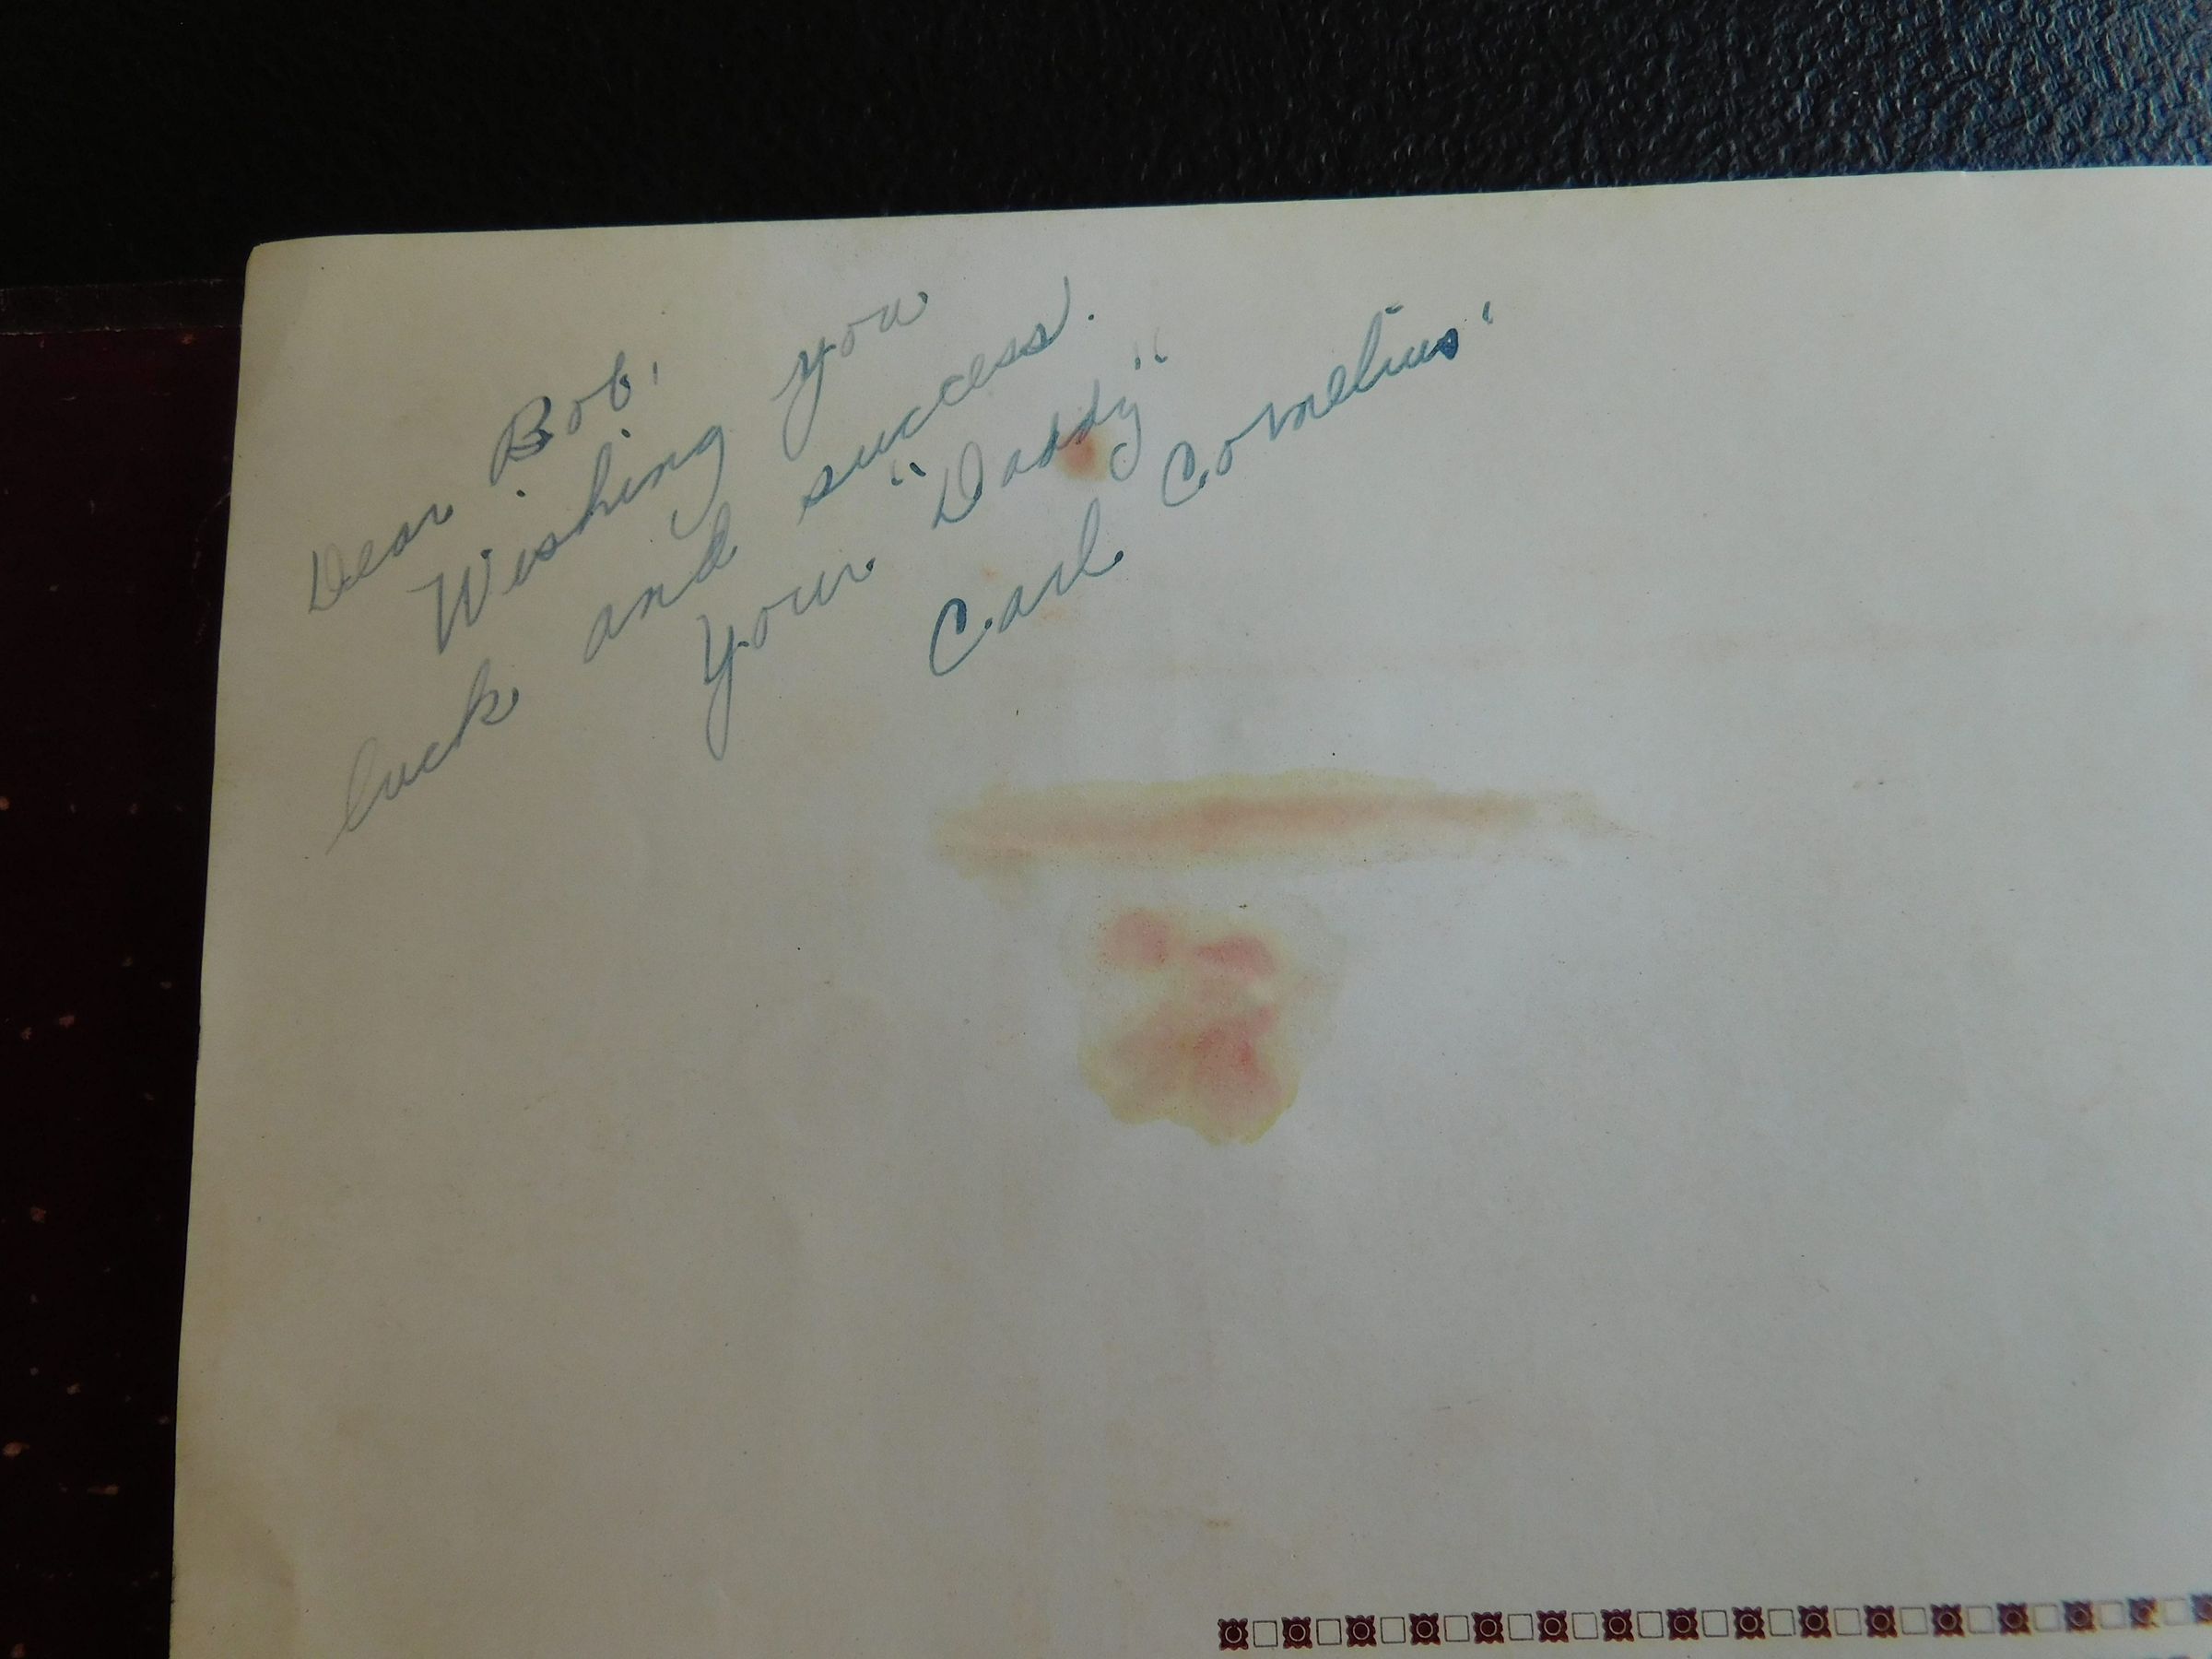 Dear Bob,
Wishing you
luck and success.
Your "Daddy"
Carl Cornelius